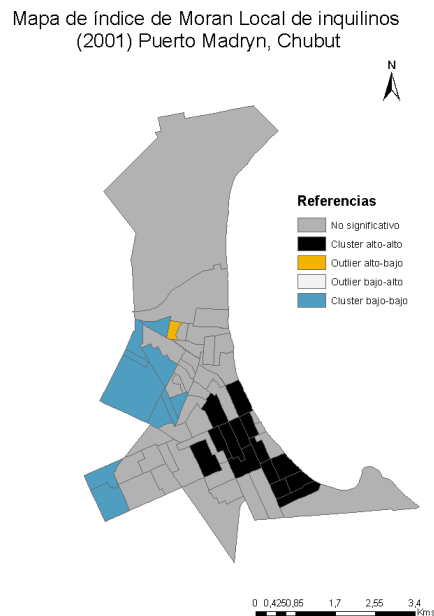 Mapa de índice de Moran Local de inquilinos
(2001) Puerto Madryn, Chubut
N
Referencias
No significativo
Cluster alto-alto
Outlier alto-bajo
Outlier bajo-alto
Cluster bajo-bajo
0 0,4250,85 1,7 2,55 3,4
Kms